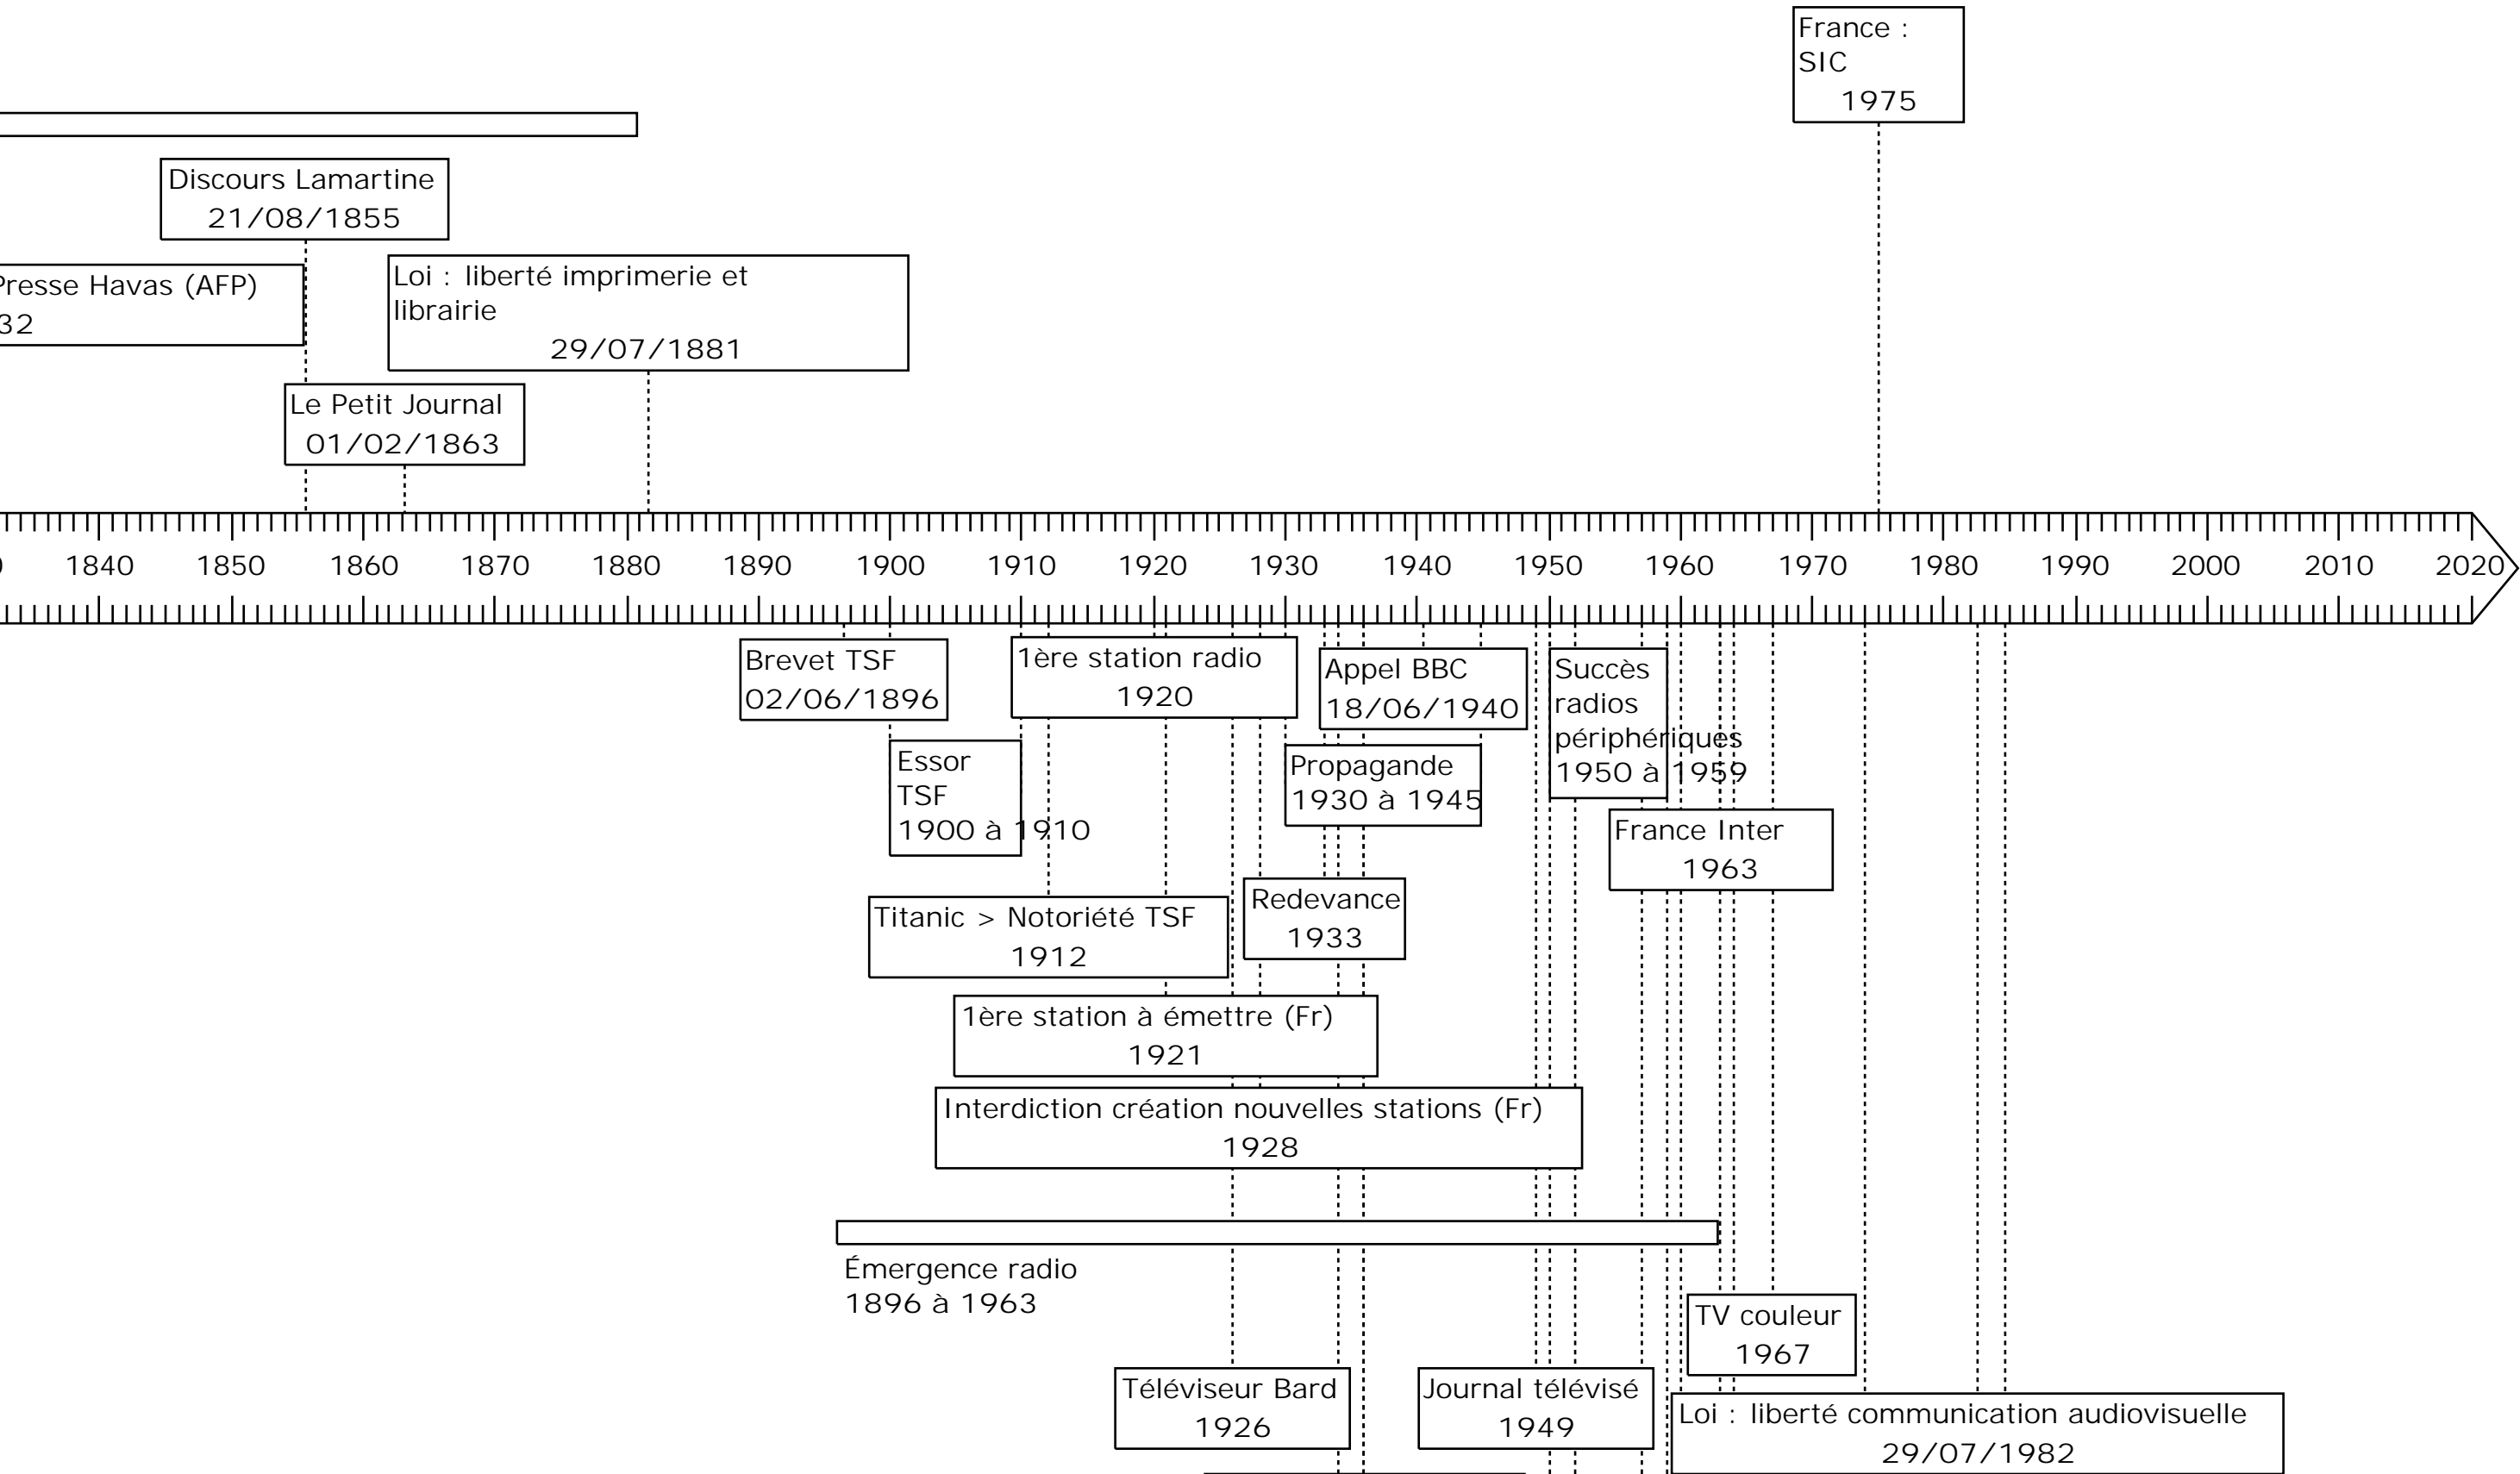 France :
SIC
1975
Discours Lamartine
21/08/1855
Presse Havas (AFP)
32
Loi : liberté imprimerie et
librairie
29/07/1881
Le Petit Journal
01/02/1863
1840 1850 1860 1870 1880 1890 1900 1910 1920 1930 1940 1950 1960 1970 1980 1990 2000 2010 2020
Brevet TSF
02/06/1896
1ère station radio
1920
Appel BBC
18/06/1940
Succès
radios
périphériques
1950 à 1959
Essor
TSF
1900 à 1910
Propagande
1930 à 1945
France Inter
1963
Titanic > Notoriété TSF
1912
Redevance
1933
1ère station à émettre (Fr)
1921
Interdiction création nouvelles stations (Fr)
1928
Émergence radio
1896 à 1963
TV couleur
1967
Téléviseur Bard
1926
Journal télévisé
1949
Loi : liberté communication audiovisuelle
29/07/1982